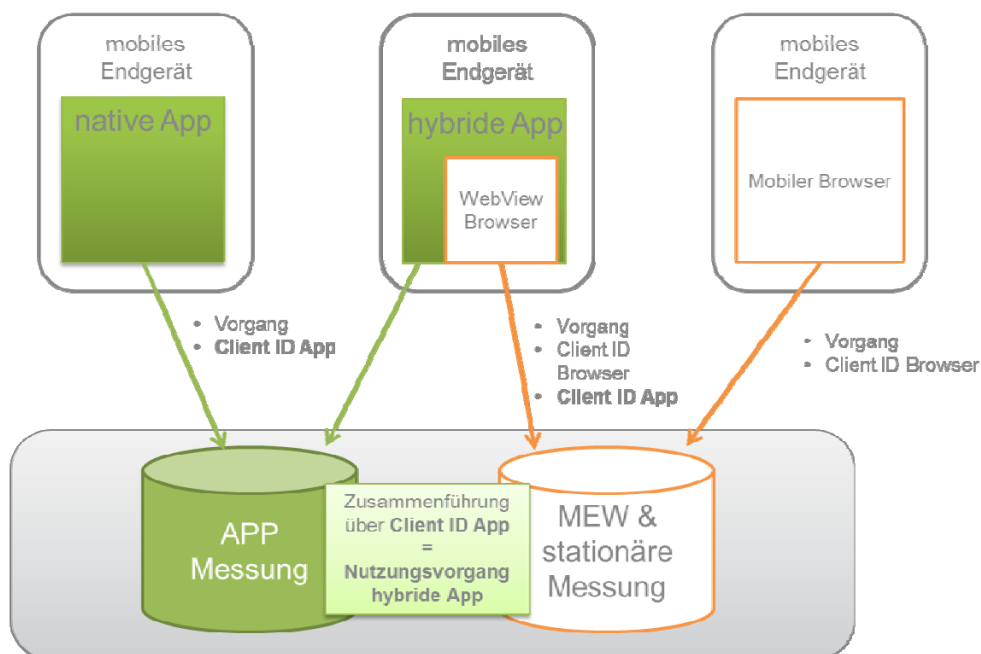 mobiles
Endgerät
native App
mobiles
Endgerät
hybride App
WebView
Browser
mobiles
Endgerät
Mobiler Browser
• Vorgang
• Client ID App
• Vorgang
• Client ID
Browser
• Client ID App
• Vorgang
• Client ID Browser
APP
Messung
Zusammenführung
über Client ID App
=
Nutzungsvorgang
hybride App
MEW &
stationäre
Messung